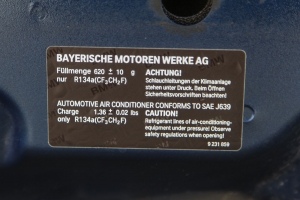 BAYERISCHE MOTOREN WERKE AG
Füllmenge 620 ± 10 g
nur R134a(CF3CH2F)
ACHTUNG!
Schlauchleitungen der Klimaanlage
stehen unter Druck. Beim Öffnen
Sicherheitsvorschriften beachten!
AUTOMOTIVE AIR CONDITIONER CONFORMS TO SAE J639
Charge 1,36 ± 0.02 lbs
only R134a(CF3CH2F)
CAUTION!
Refrigerant lines of air-conditioning-
equipment-under pressure! Observe
safety regulations when opening!
9 231 859